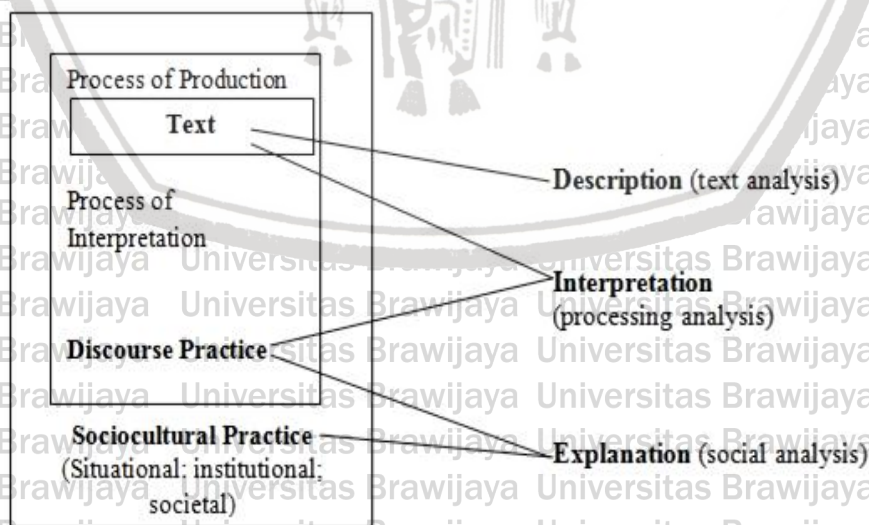 Process of Production
Text
Description (text analysis)
Process of
Interpretation
Interpretation
(processing analysis)
Discourse Practice
Sociocultural Practice
Explanation (social analysis)
(Situational; institutional;
societal)
Universitas Brawijaya